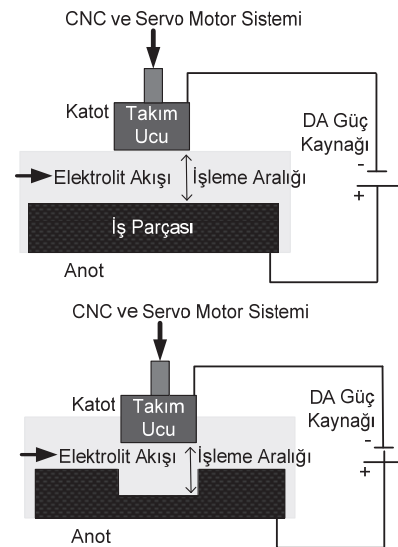 CNC ve Servo Motor Sistemi
Katot
Takım
Ucu
DA Güç
Kaynağı
-
+
Elektrolit Akışı
İşleme Aralığı
İş Parçası
Anot
CNC ve Servo Motor Sistemi
Katot
Takım
Ucu
DA Güç
Kaynağı
-
+
Elektrolit Akışı
İşleme Aralığı
Anot